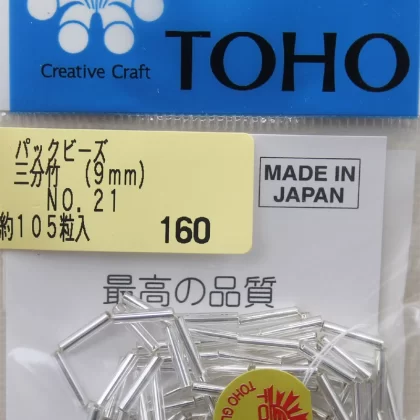 Creative Craft
TOHO
パックビーズ
三分竹 (9mm)
NO.21
約105粒入
160
MADE IN
JAPAN
最高の品質
TOHO